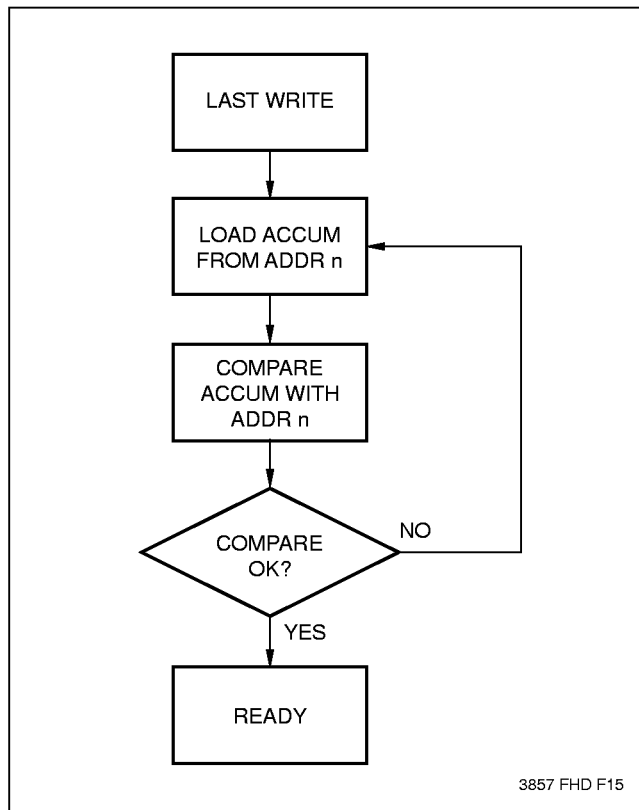 LAST WRITE
LOAD ACCUM
FROM ADDR n
COMPARE
ACCUM WITH
ADDR n
COMPARE
OK?
NO
YES
READY
3857 FHD F15